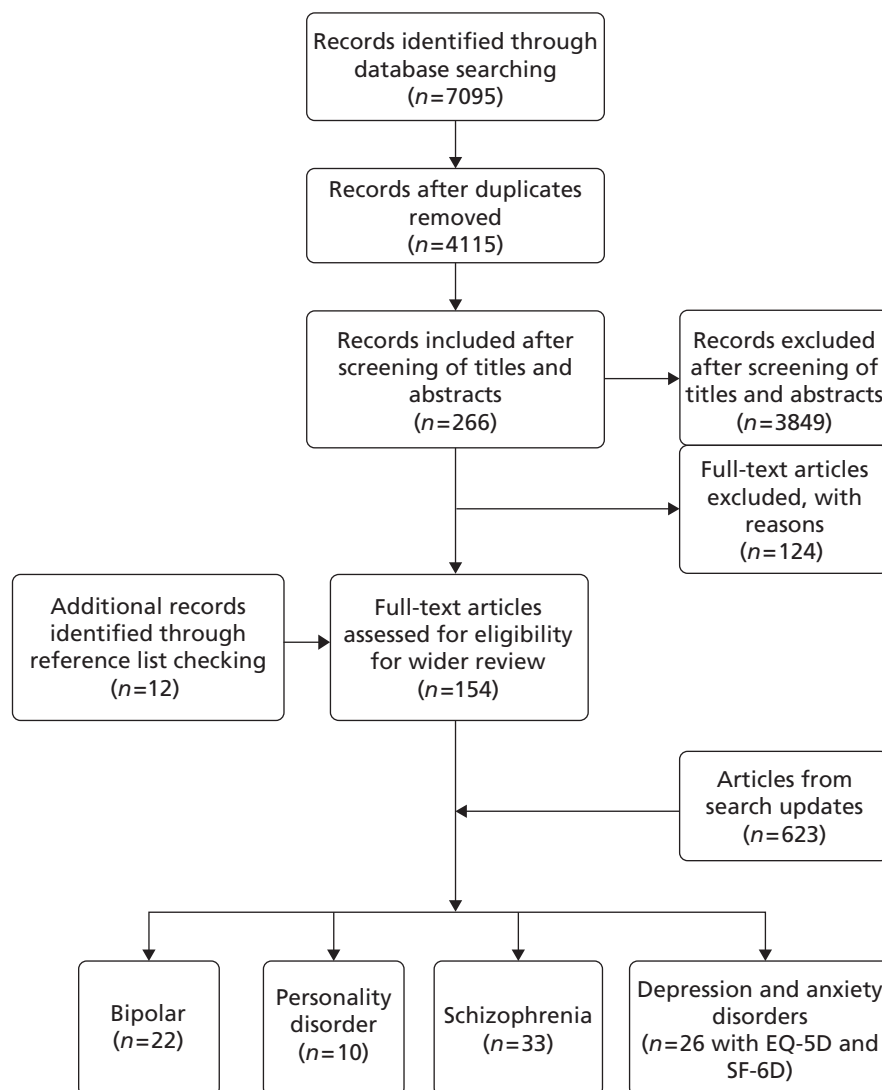 Records identified through
database searching
(n=7095)
Records after duplicates
removed
(n=4115)
Records included after
screening of titles and
abstracts
(n=266)
Records excluded
after screening of
titles and abstracts
(n=3849)
Full-text articles
excluded, with
reasons
(n=124)
Additional records
identified through
reference list checking
(n=12)
Full-text articles
assessed for eligibility
for wider review
(n=154)
Articles from
search updates
(n=623)
Bipolar
(n=22)
Personality
disorder
(n=10)
Schizophrenia
(n=33)
Depression and anxiety
disorders
(n=26 with EQ-5D and
SF-6D)